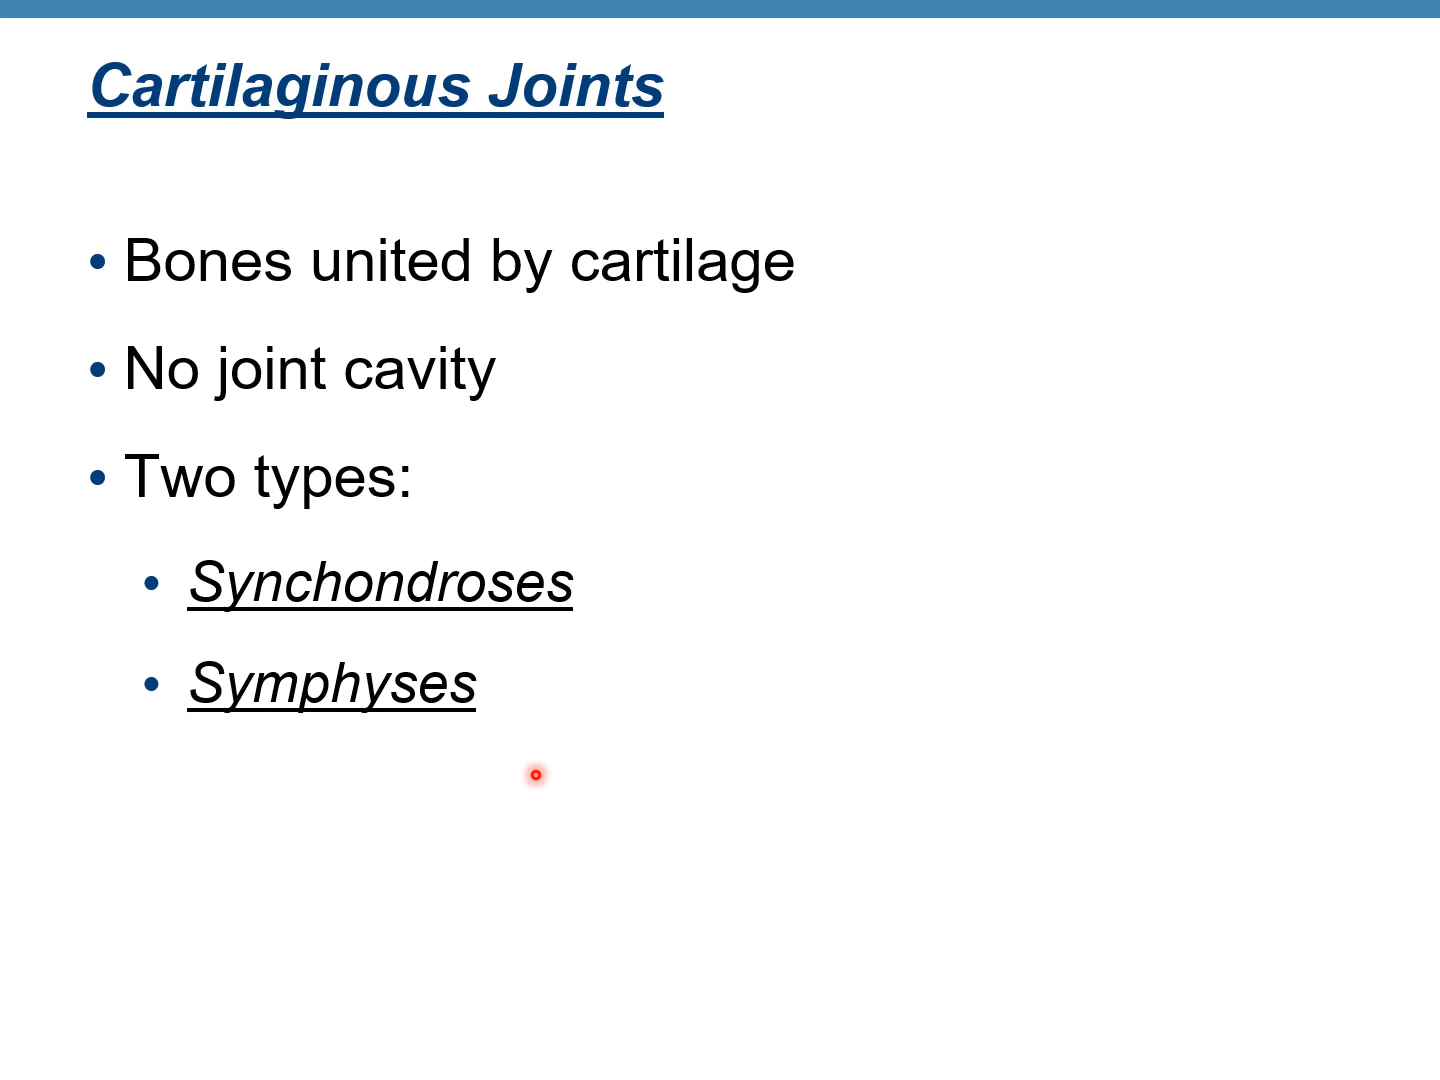 Cartilaginous Joints
• Bones united by cartilage
• No joint cavity
• Two types:
• Synchondroses
• Symphyses